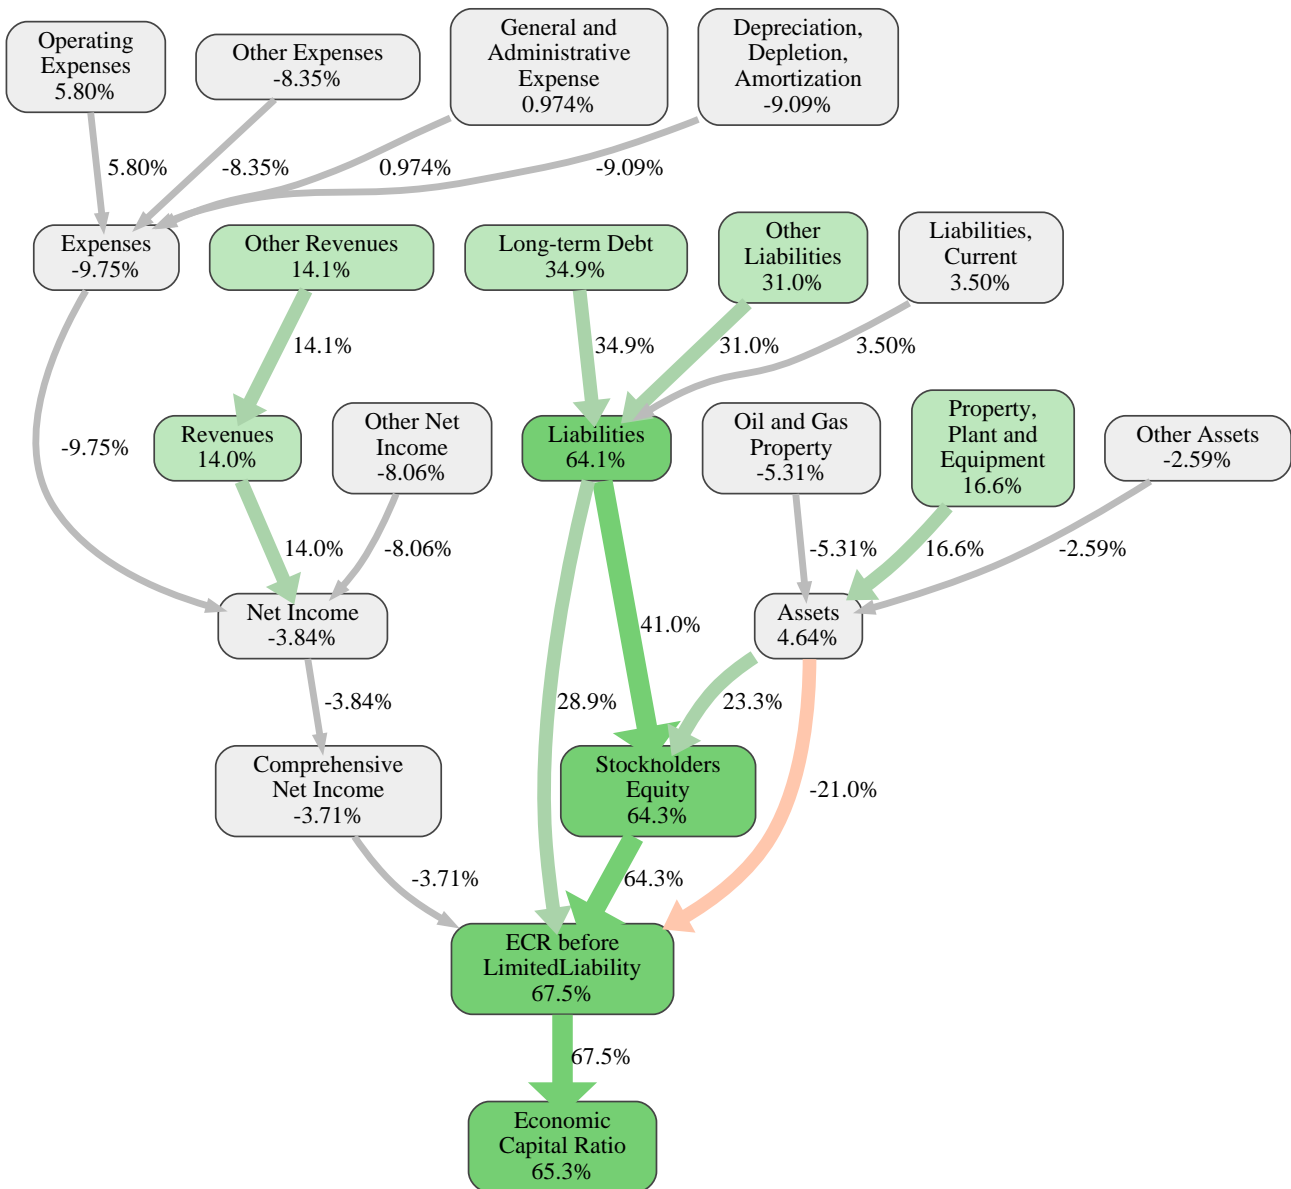 Operating
Expenses
5.80%
Other Expenses
-8.35%
General and
Administrative
Expense
0.974%
Depreciation,
Depletion,
Amortization
-9.09%
5.80%
-8.35%
0.974%
-9.09%
Expenses
-9.75%
Other Revenues
14.1%
Long-term Debt
34.9%
Other
Liabilities
31.0%
Liabilities,
Current
3.50%
14.1%
34.9%
31.0%
3.50%
-9.75%
Revenues
14.0%
Other Net
Income
-8.06%
Liabilities
64.1%
Oil and Gas
Property
-5.31%
Property,
Plant and
Equipment
16.6%
Other Assets
-2.59%
14.0%
-8.06%
-5.31%
16.6%
-2.59%
Net Income
-3.84%
41.0%
Assets
4.64%
-3.84%
28.9%
23.3%
-21.0%
Comprehensive
Net Income
-3.71%
Stockholders
Equity
64.3%
-3.71%
64.3%
ECR before
LimitedLiability
67.5%
67.5%
Economic
Capital Ratio
65.3%